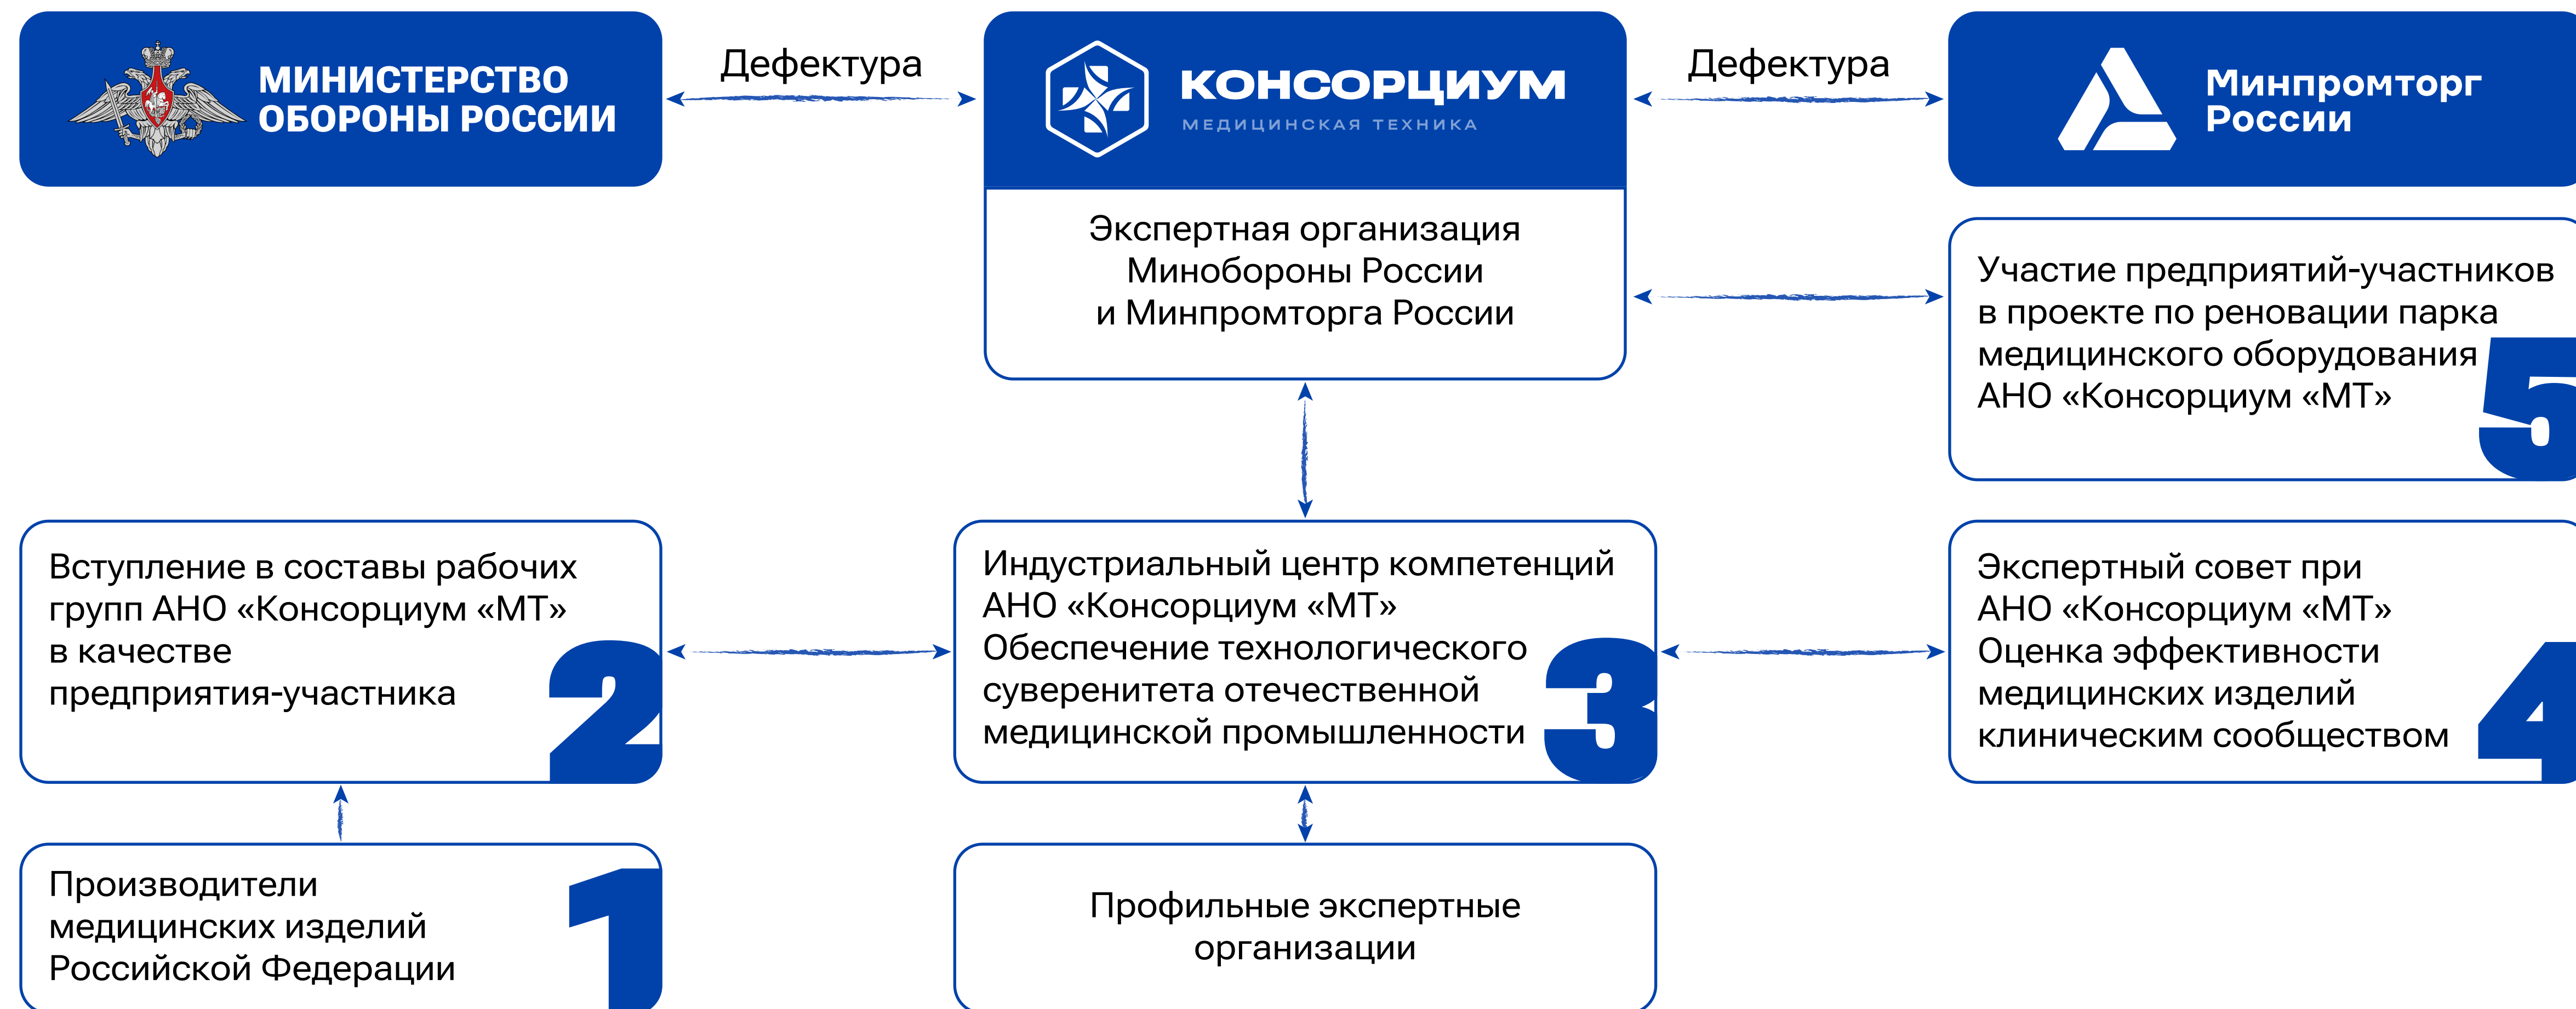 МИНИСТЕРСТВО
ОБОРОНЫ РОССИИ
Дефектура
КОНСОРЦИУМ
МЕДИЦИНСКАЯ ТЕХНИКА
Дефектура
Минпромторг
России
Экспертная организация
Минобороны России
и Минпромторга России
Участие предприятий-участников
в проекте по реновации парка
медицинского оборудования
АНО «Консорциум «МТ»
5
Вступление в составы рабочих
групп АНО «Консорциум «МТ»
в качестве
предприятия-участника
2
Индустриальный центр компетенций
АНО «Консорциум «МТ»
Обеспечение технологического
суверенитета отечественной
медицинской промышленности
3
Экспертный совет при
АНО «Консорциум «МТ»
Оценка эффективности
медицинских изделий
клиническим сообществом
4
Производители
медицинских изделий
Российской Федерации
1
Профильные экспертные
организации